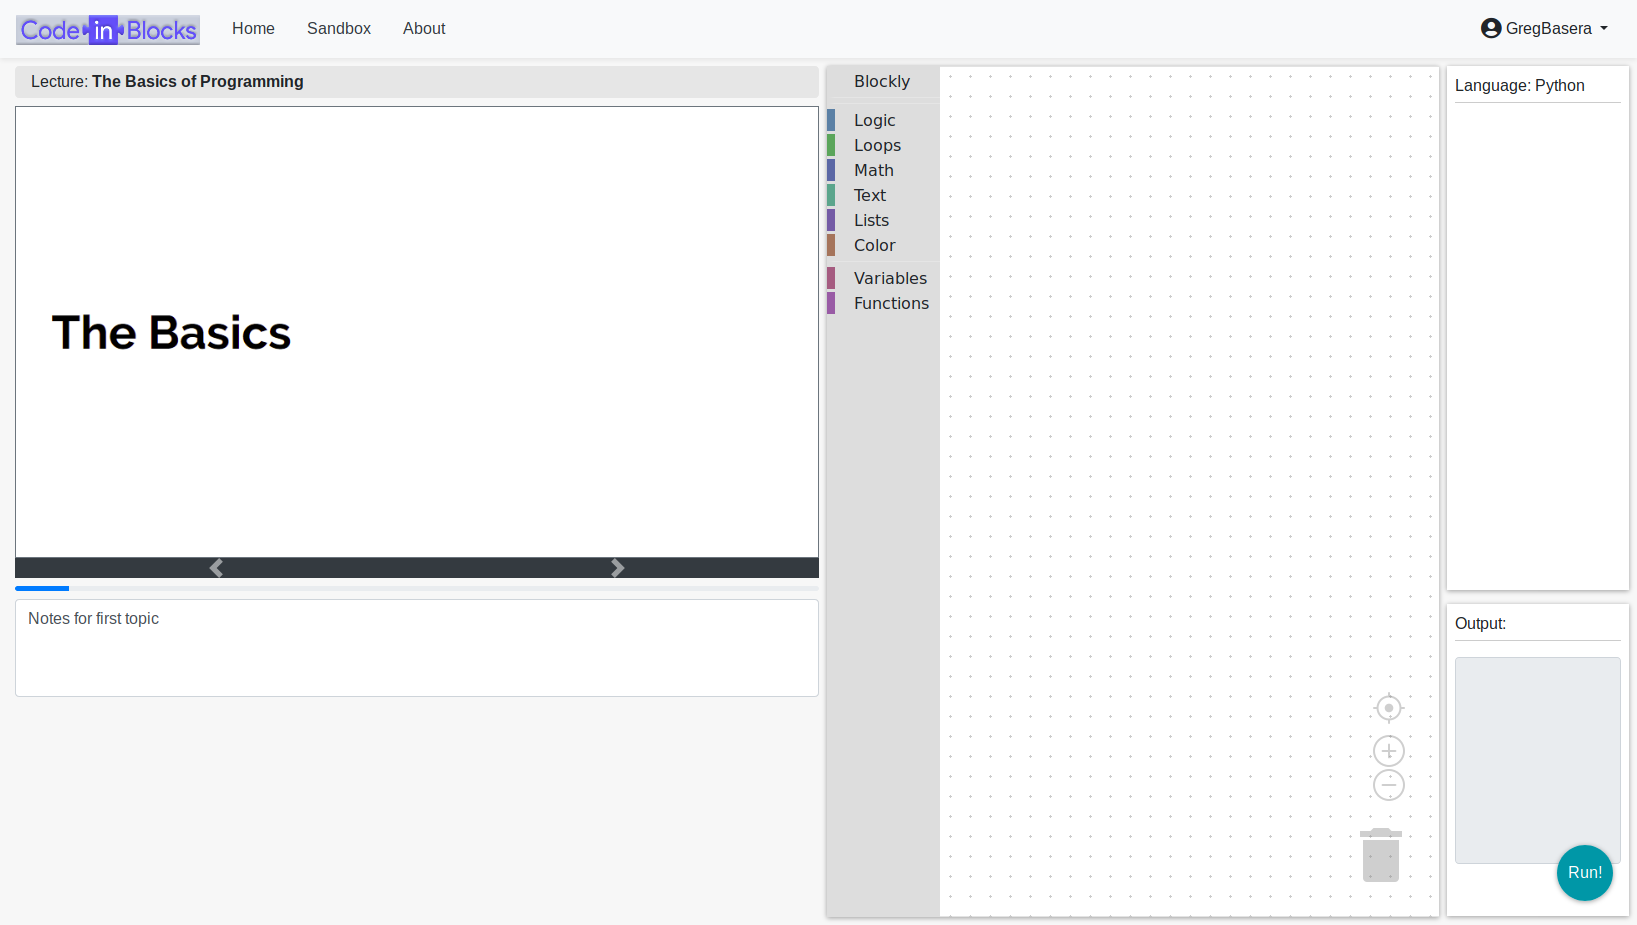 Code in Blocks
Home
Sandbox
About
GregBasera
Lecture: The Basics of Programming
The Basics
Notes for first topic
Blockly
Logic
Loops
Math
Text
Lists
Color
Variables
Functions
Language: Python
Output:
Run!